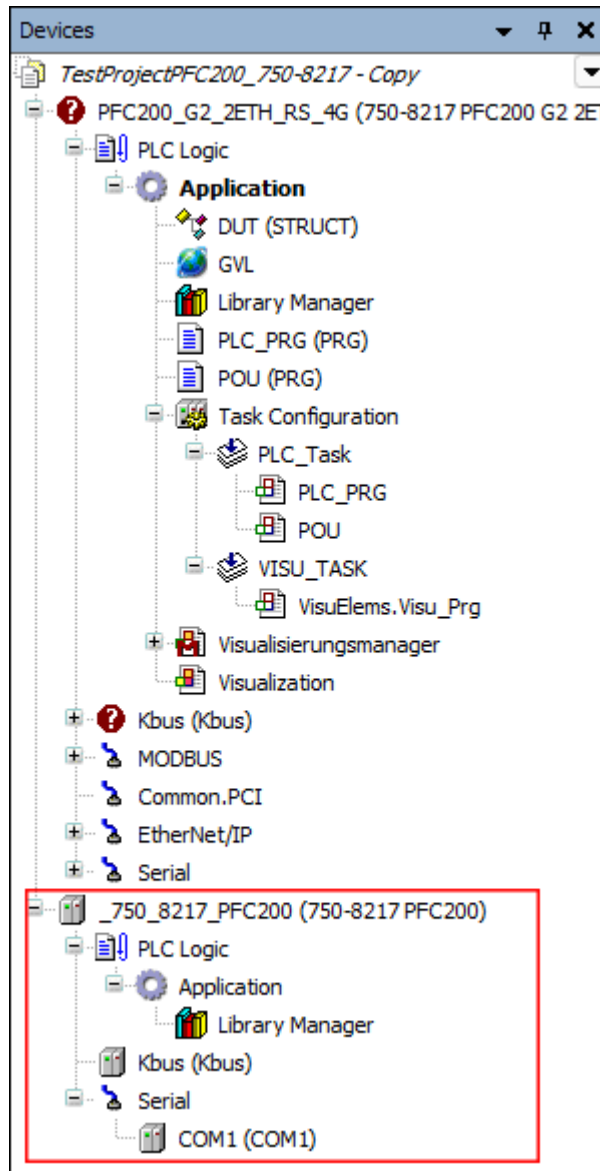 Devices
TestProjectPFC200_750-8217 - Copy
PFC200_G2_2ETH_RS_4G (750-8217 PFC200 G2 2ET
PLC Logic
Application
DUT (STRUCT)
GVL
Library Manager
PLC_PRG (PRG)
POU (PRG)
Task Configuration
PLC_Task
PLC_PRG
POU
VISU_TASK
VisuElems.Visu_Prg
Visualisierungsmanager
Visualization
Kbus (Kbus)
MODBUS
Common.PCI
EtherNet/IP
Serial
_750_8217_PFC200 (750-8217 PFC200)
PLC Logic
Application
Library Manager
Kbus (Kbus)
Serial
COM1 (COM1)